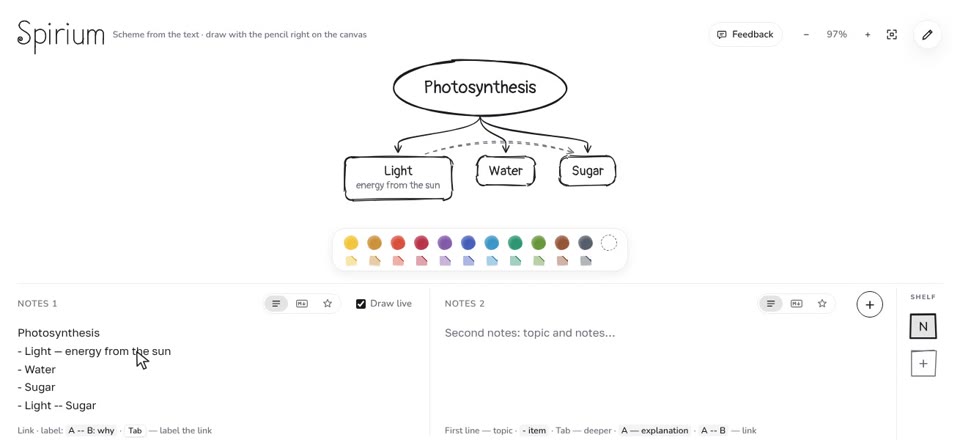 Spirium
Scheme from the text · draw with the pencil right on the canvas
Feedback
− 97% +
Photosynthesis
Light
energy from the sun
Water
Sugar
NOTES 1
M↓
Draw live
Photosynthesis
- Light — energy from the sun
- Water
- Sugar
- Light -- Sugar
Link · label: A -- B: why · Tab — label the link
NOTES 2
M↓
+
Second notes: topic and notes...
First line — topic · - item · Tab — deeper · A — explanation · A -- B — link
SHELF
N
+